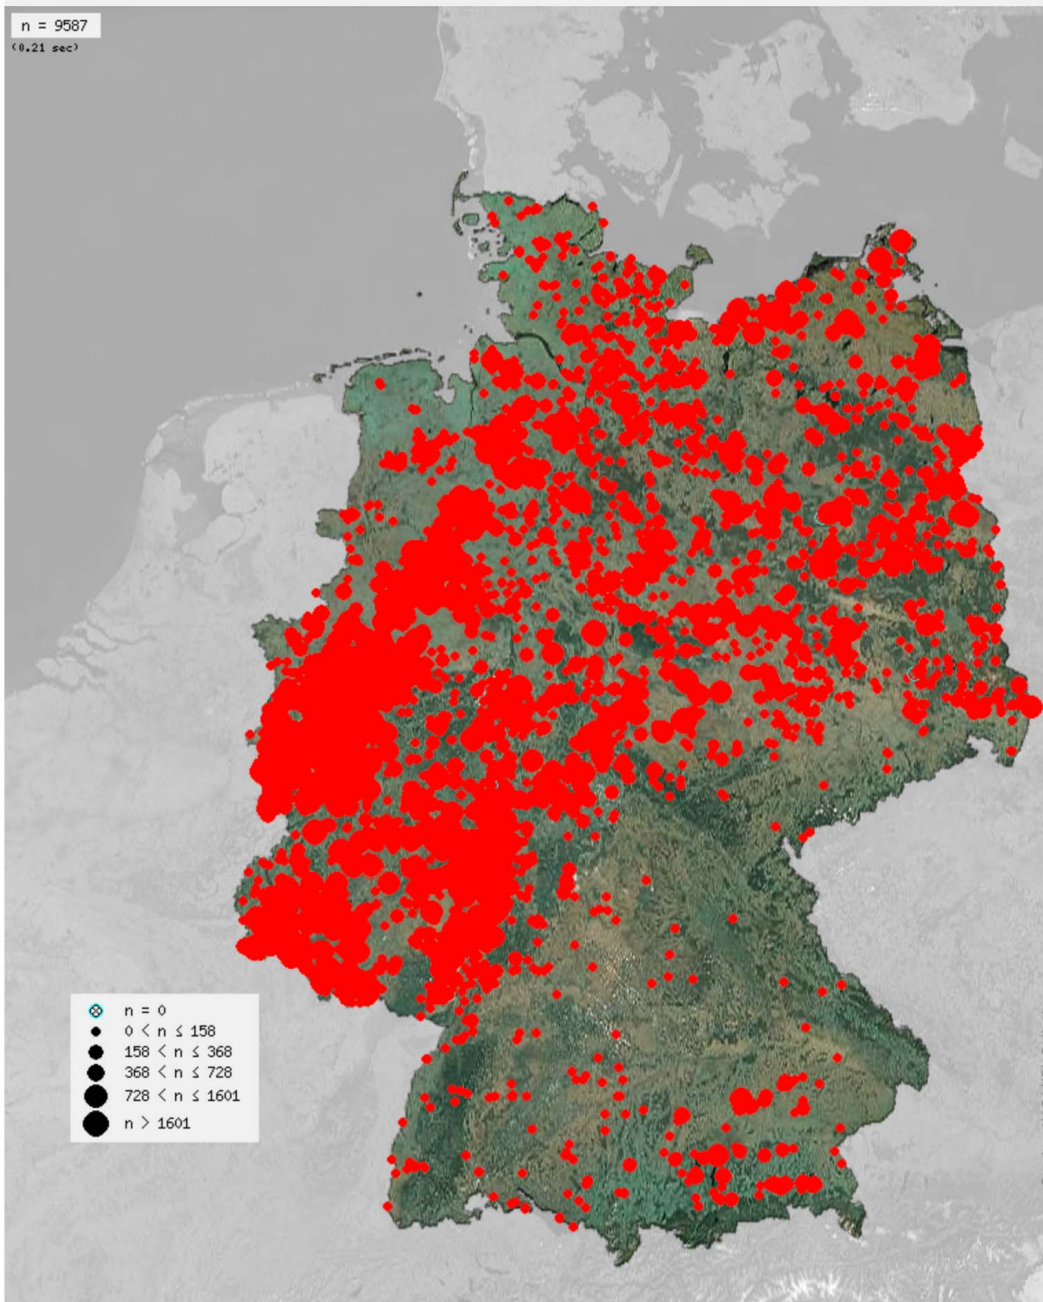 n = 9587
(0.21 sec)
n = 0
0 < n ≤ 158
158 < n ≤ 368
368 < n ≤ 728
728 < n ≤ 1601
n > 1601